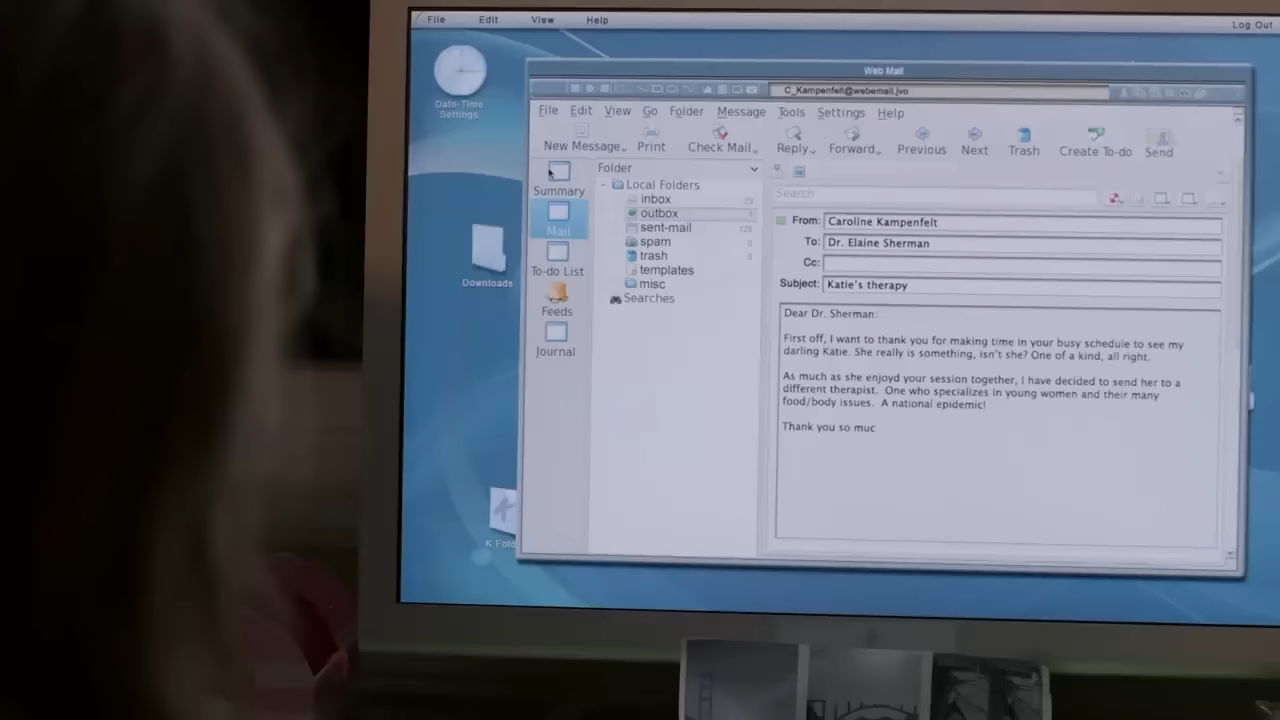 File Edit View Help Log Out
Date-Time
Settings
Web Mail
C_Kampenfelt@webemail.jvo
File Edit View Go Folder Message Tools Settings Help
New Message Print Check Mail Reply Forward Previous Next Trash Create To-do Send
Summary
Mail
To-do List
Feeds
Journal
Downloads
K Fold
Folder
Local Folders
inbox
outbox 1
sent-mail
spam
trash
templates
misc
Searches
Search
From: Caroline Kampenfelt
To: Dr. Elaine Sherman
Cc:
Subject: Katie's therapy
Dear Dr. Sherman:
First off, I want to thank you for making time in your busy schedule to see my
darling Katie. She really is something, isn't she? One of a kind, all right.
As much as she enjoyd your session together, I have decided to send her to a
different therapist. One who specializes in young women and their many
food/body issues. A national epidemic!
Thank you so muc